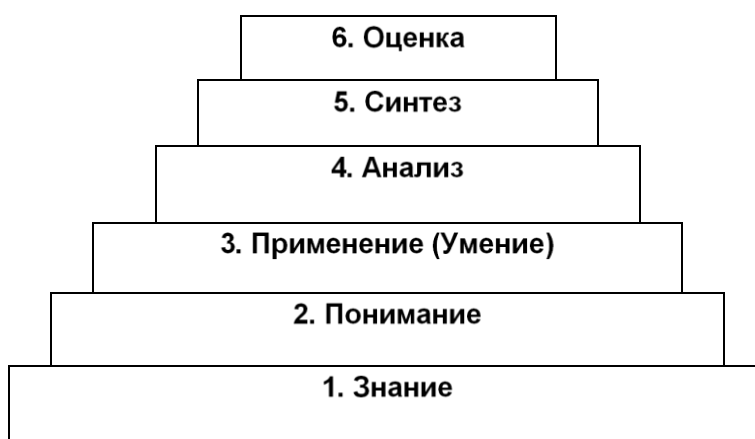 6. Оценка
5. Синтез
4. Анализ
3. Применение (Умение)
2. Понимание
1. Знание